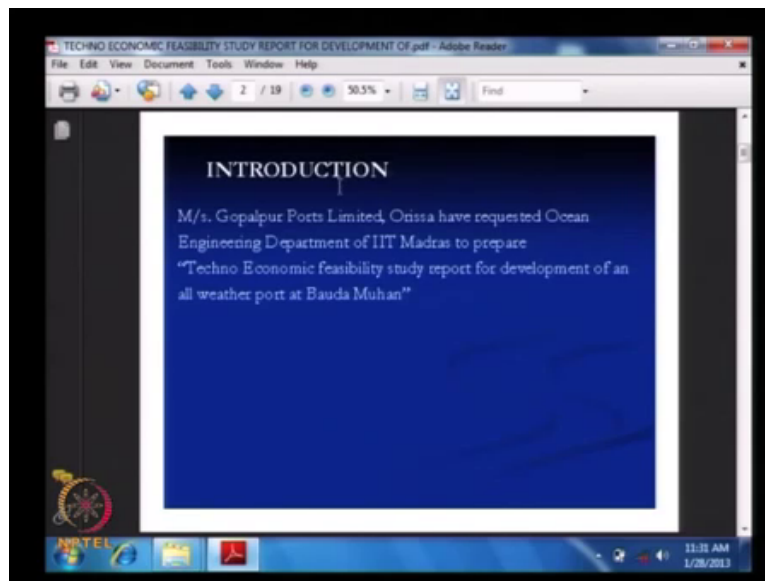 TECHNO ECONOMIC FEASIBILITY STUDY REPORT FOR DEVELOPMENT OF.pdf - Adobe Reader
File Edit View Document Tools Window Help
2 / 19 50.5% Find
INTRODUCTION
M/s. Gopalpur Ports Limited, Orissa have requested Ocean
Engineering Department of IIT Madras to prepare
“Techno Economic feasibility study report for development of an
all weather port at Bauda Muhan”
NPTEL
11:31 AM
1/28/2013